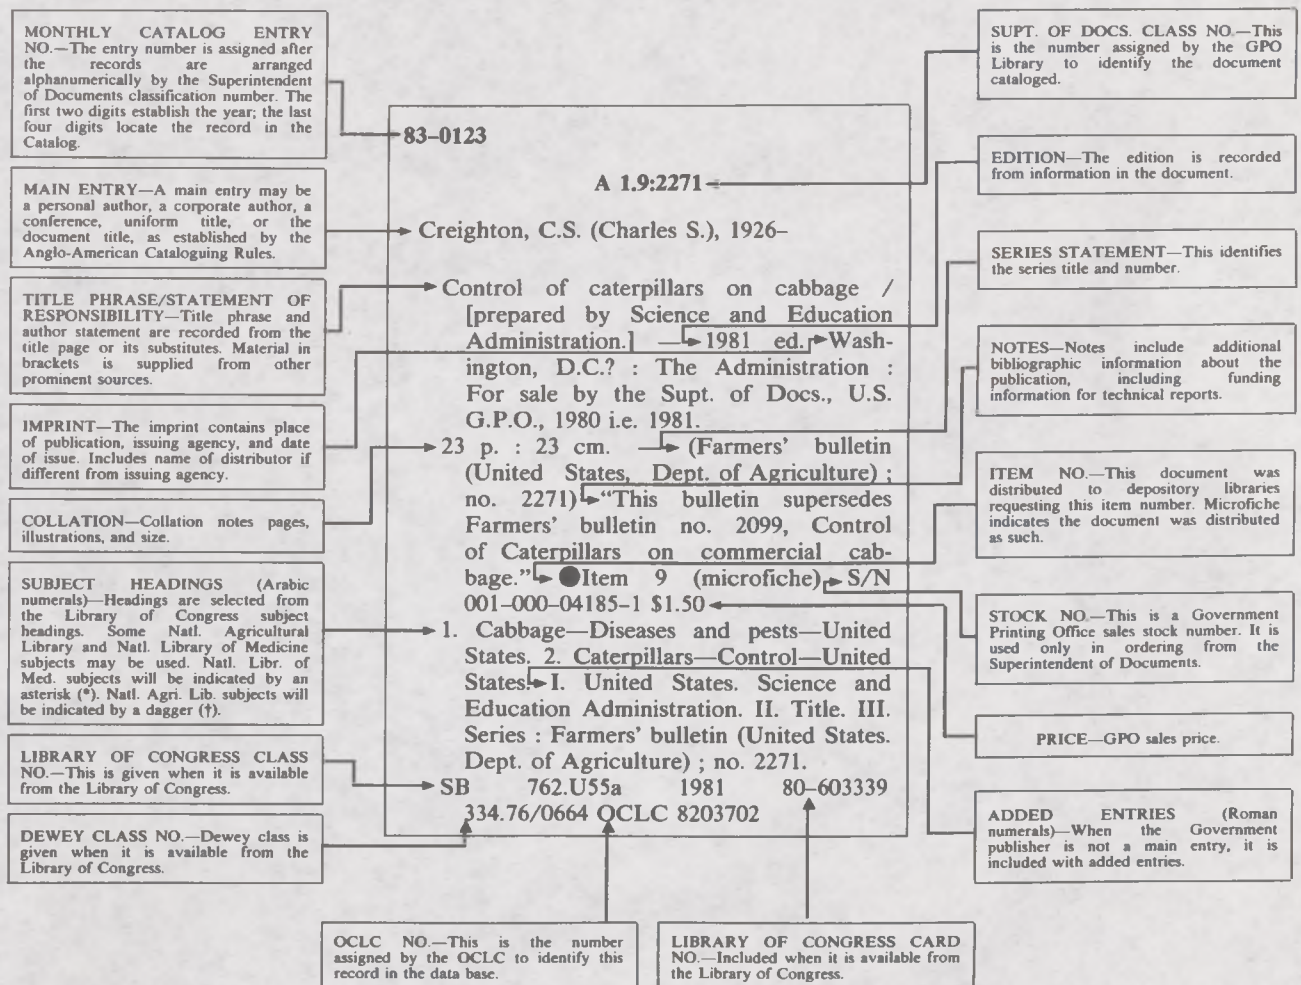 MONTHLY CATALOG ENTRY
NO.—The entry number is assigned after
the records are arranged
alphanumerically by the Superintendent
of Documents classification number. The
first two digits establish the year; the last
four digits locate the record in the
Catalog.
MAIN ENTRY—A main entry may be
a personal author, a corporate author, a
conference, uniform title, or the
document title, as established by the
Anglo-American Cataloguing Rules.
TITLE PHRASE/STATEMENT OF
RESPONSIBILITY—Title phrase and
author statement are recorded from the
title page or its substitutes. Material in
brackets is supplied from other
prominent sources.
IMPRINT—The imprint contains place
of publication, issuing agency, and date
of issue. Includes name of distributor if
different from issuing agency.
COLLATION—Collation notes pages,
illustrations, and size.
SUBJECT HEADINGS (Arabic
numerals)—Headings are selected from
the Library of Congress subject
headings. Some Natl. Agricultural
Library and Natl. Library of Medicine
subjects may be used. Natl. Libr. of
Med. subjects will be indicated by an
asterisk (*). Natl. Agri. Lib. subjects will
be indicated by a dagger (†).
LIBRARY OF CONGRESS CLASS
NO.—This is given when it is available
from the Library of Congress.
DEWEY CLASS NO.—Dewey class is
given when it is available from the
Library of Congress.
83–0123
A 1.9:2271
Creighton, C.S. (Charles S.), 1926–
Control of caterpillars on cabbage /
[prepared by Science and Education
Administration.] — 1981 ed. Wash-
ington, D.C.? : The Administration :
For sale by the Supt. of Docs., U.S.
G.P.O., 1980 i.e. 1981.
23 p. : 23 cm. — (Farmers' bulletin
(United States, Dept. of Agriculture) ;
no. 2271) “This bulletin supersedes
Farmers' bulletin no. 2099, Control
of Caterpillars on commercial cab-
bage.” ●Item 9 (microfiche) S/N
001–000–04185–1 $1.50
1. Cabbage—Diseases and pests—United
States. 2. Caterpillars—Control—United
States. I. United States. Science and
Education Administration. II. Title. III.
Series : Farmers' bulletin (United States.
Dept. of Agriculture) ; no. 2271.
SB 762.U55a 1981 80–603339
334.76/0664 OCLC 8203702
SUPT. OF DOCS. CLASS NO.—This
is the number assigned by the GPO
Library to identify the document
cataloged.
EDITION—The edition is recorded
from information in the document.
SERIES STATEMENT—This identifies
the series title and number.
NOTES—Notes include additional
bibliographic information about the
publication, including funding
information for technical reports.
ITEM NO.—This document was
distributed to depository libraries
requesting this item number. Microfiche
indicates the document was distributed
as such.
STOCK NO.—This is a Government
Printing Office sales stock number. It is
used only in ordering from the
Superintendent of Documents.
PRICE—GPO sales price.
ADDED ENTRIES (Roman
numerals)—When the Government
publisher is not a main entry, it is
included with added entries.
OCLC NO.—This is the number
assigned by the OCLC to identify this
record in the data base.
LIBRARY OF CONGRESS CARD
NO.—Included when it is available from
the Library of Congress.